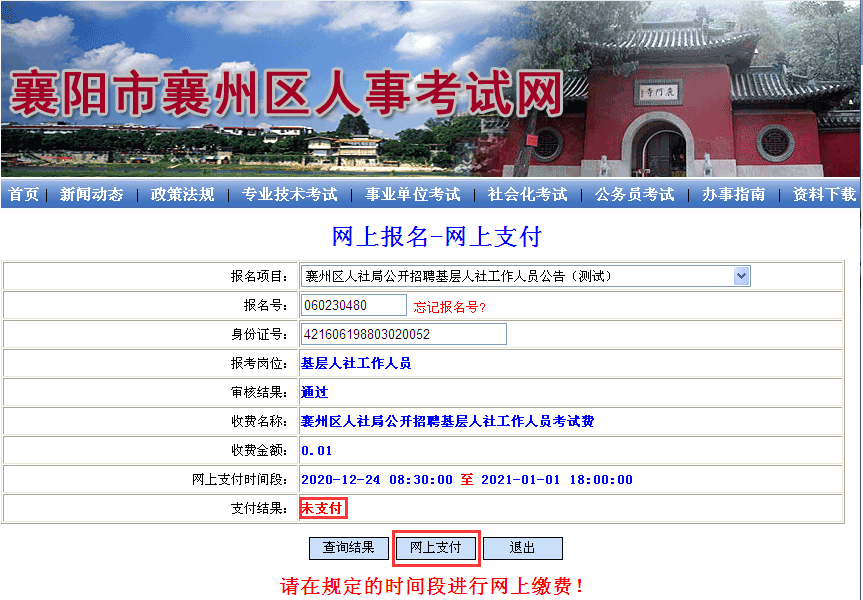 襄阳市襄州区人事考试网
鹿門寺
首页 | 新闻动态 | 政策法规 | 专业技术考试 | 事业单位考试 | 社会化考试 | 公务员考试 | 办事指南 | 资料下载
网上报名-网上支付
报名项目： 襄州区人社局公开招聘基层人社工作人员公告（测试）
报名号： 060230480 忘记报名号?
身份证号： 421606198803020052
报考岗位： 基层人社工作人员
审核结果： 通过
收费名称： 襄州区人社局公开招聘基层人社工作人员考试费
收费金额： 0.01
网上支付时间段： 2020-12-24 08:30:00 至 2021-01-01 18:00:00
支付结果： 未支付
查询结果 网上支付 退出
请在规定的时间段进行网上缴费！